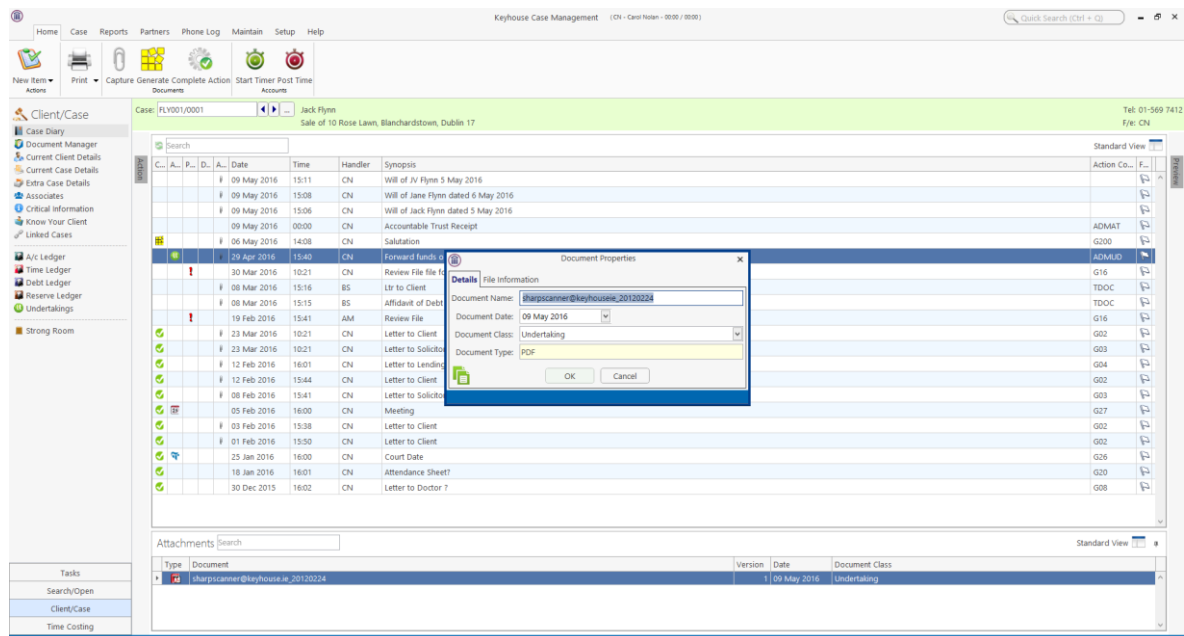 Keyhouse Case Management (CN - Carol Nolan - 00:00 / 00:00)
Quick Search (Ctrl + Q)
Home Case Reports Partners Phone Log Maintain Setup Help
New Item Print Capture Generate Complete Action Start Timer Post Time
Actions Documents Accounts
Client/Case
Case Diary
Document Manager
Current Client Details
Current Case Details
Extra Case Details
Associates
Critical Information
Know Your Client
Linked Cases
A/c Ledger
Time Ledger
Debt Ledger
Reserve Ledger
Undertakings
Strong Room
Tasks
Search/Open
Client/Case
Time Costing
Case: FLY001/0001 ... Jack Flynn Tel: 01-569 7412
Sale of 10 Rose Lawn, Blanchardstown, Dublin 17 F/e: CN
Search Standard View
Action
Preview
C... A... P... D... A... Date Time Handler Synopsis Action Co... F...
09 May 2016 15:11 CN Will of JV Flynn 5 May 2016
09 May 2016 15:08 CN Will of Jane Flynn dated 6 May 2016
09 May 2016 15:06 CN Will of Jack Flynn dated 5 May 2016
09 May 2016 00:00 CN Accountable Trust Receipt ADMAT
06 May 2016 14:08 CN Salutation G200
29 Apr 2016 15:40 CN Forward funds o ADMUD
30 Mar 2016 10:21 CN Review File file fo G16
08 Mar 2016 15:16 BS Ltr to Client TDOC
08 Mar 2016 15:15 BS Affidavit of Debt TDOC
19 Feb 2016 15:41 AM Review File G16
23 Mar 2016 10:21 CN Letter to Client G02
23 Mar 2016 10:21 CN Letter to Solicitor G03
12 Feb 2016 16:01 CN Letter to Lending G04
12 Feb 2016 15:44 CN Letter to Client G02
08 Feb 2016 15:41 CN Letter to Solicitor G03
05 Feb 2016 16:00 CN Meeting G27
03 Feb 2016 15:38 CN Letter to Client G02
01 Feb 2016 15:50 CN Letter to Client G02
25 Jan 2016 16:00 CN Court Date G26
18 Jan 2016 16:01 CN Attendance Sheet? G20
30 Dec 2015 16:02 CN Letter to Doctor ? G08
Document Properties
Details File Information
Document Name: sharpscanner@keyhouseie_20120224
Document Date: 09 May 2016
Document Class: Undertaking
Document Type: PDF
OK Cancel
Attachments Search Standard View
Type Document Version Date Document Class
sharpscanner@keyhouse.ie_20120224 1 09 May 2016 Undertaking